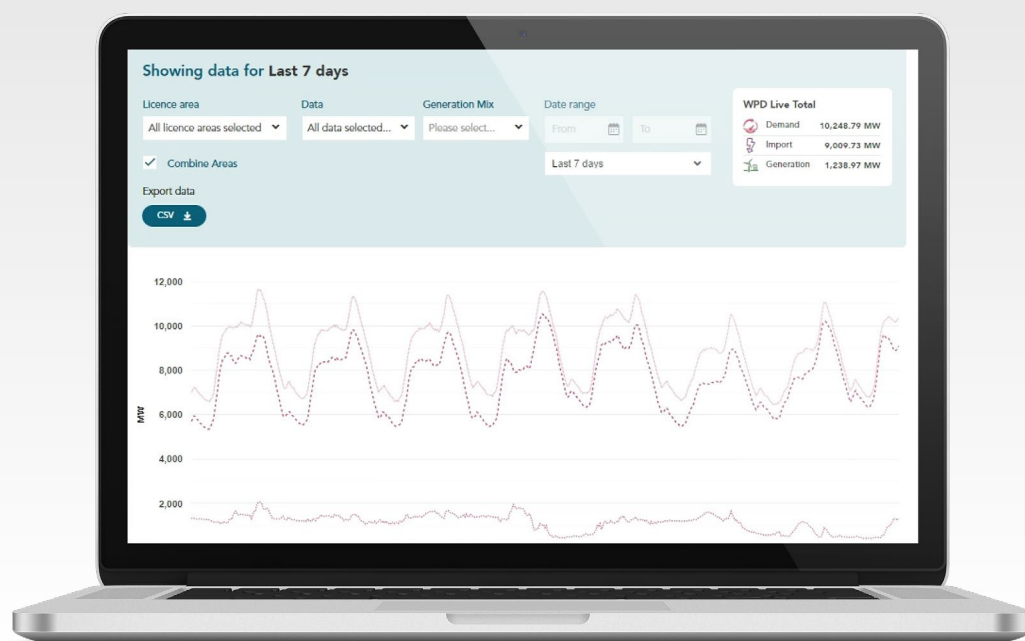 Showing data for Last 7 days
Licence area
Data
Generation Mix
Date range
All licence areas selected
All data selected...
Please select...
From
To
Combine Areas
Last 7 days
Export data
CSV
WPD Live Total
Demand 10,248.79 MW
Import 9,009.73 MW
Generation 1,238.97 MW
12,000
10,000
8,000
6,000
4,000
2,000
MW